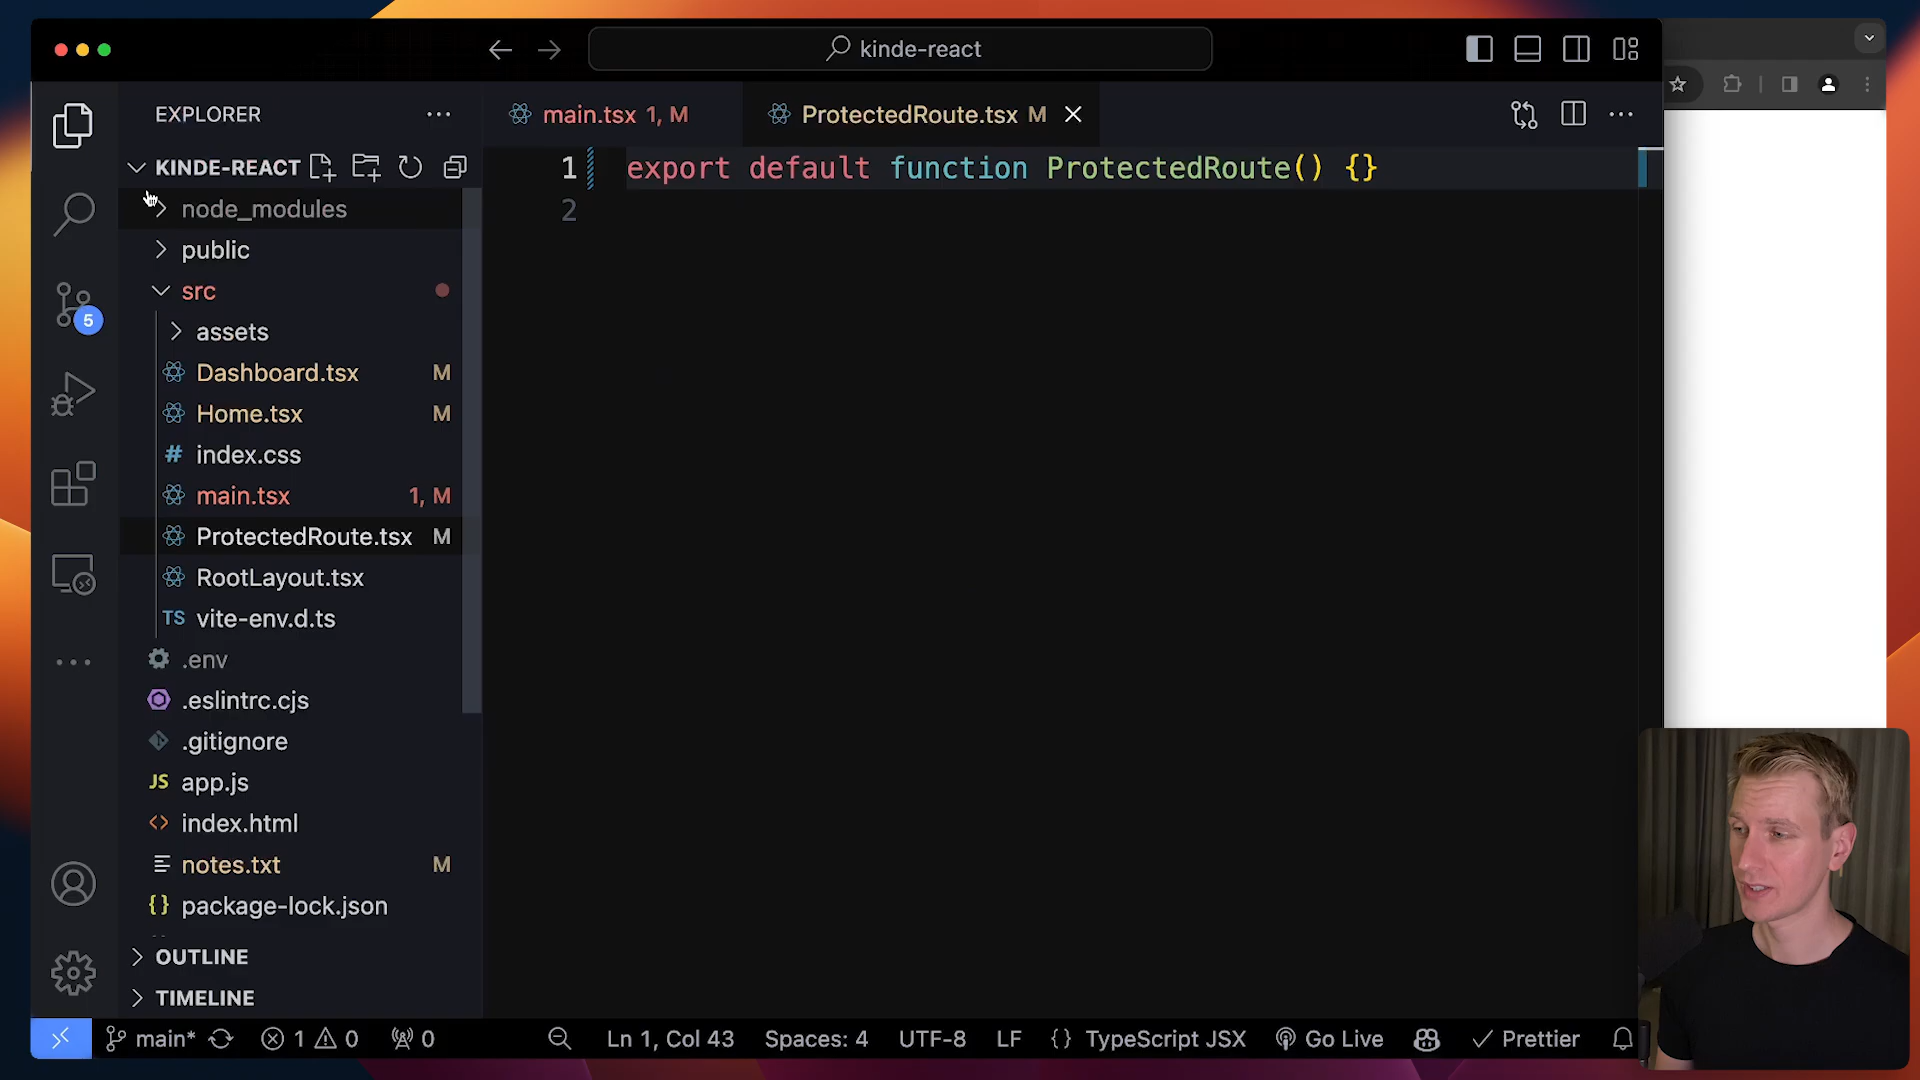 kinde-react
EXPLORER
main.tsx 1, M
ProtectedRoute.tsx M
KINDE-REACT
1 export default function ProtectedRoute() {}
2
node_modules
public
src
assets
Dashboard.tsx M
Home.tsx M
# index.css
main.tsx 1, M
ProtectedRoute.tsx M
RootLayout.tsx
TS vite-env.d.ts
.env
.eslintrc.cjs
.gitignore
JS app.js
<> index.html
notes.txt M
{} package-lock.json
OUTLINE
TIMELINE
5
main* 1 0 0 Ln 1, Col 43 Spaces: 4 UTF-8 LF {} TypeScript JSX Go Live Prettier